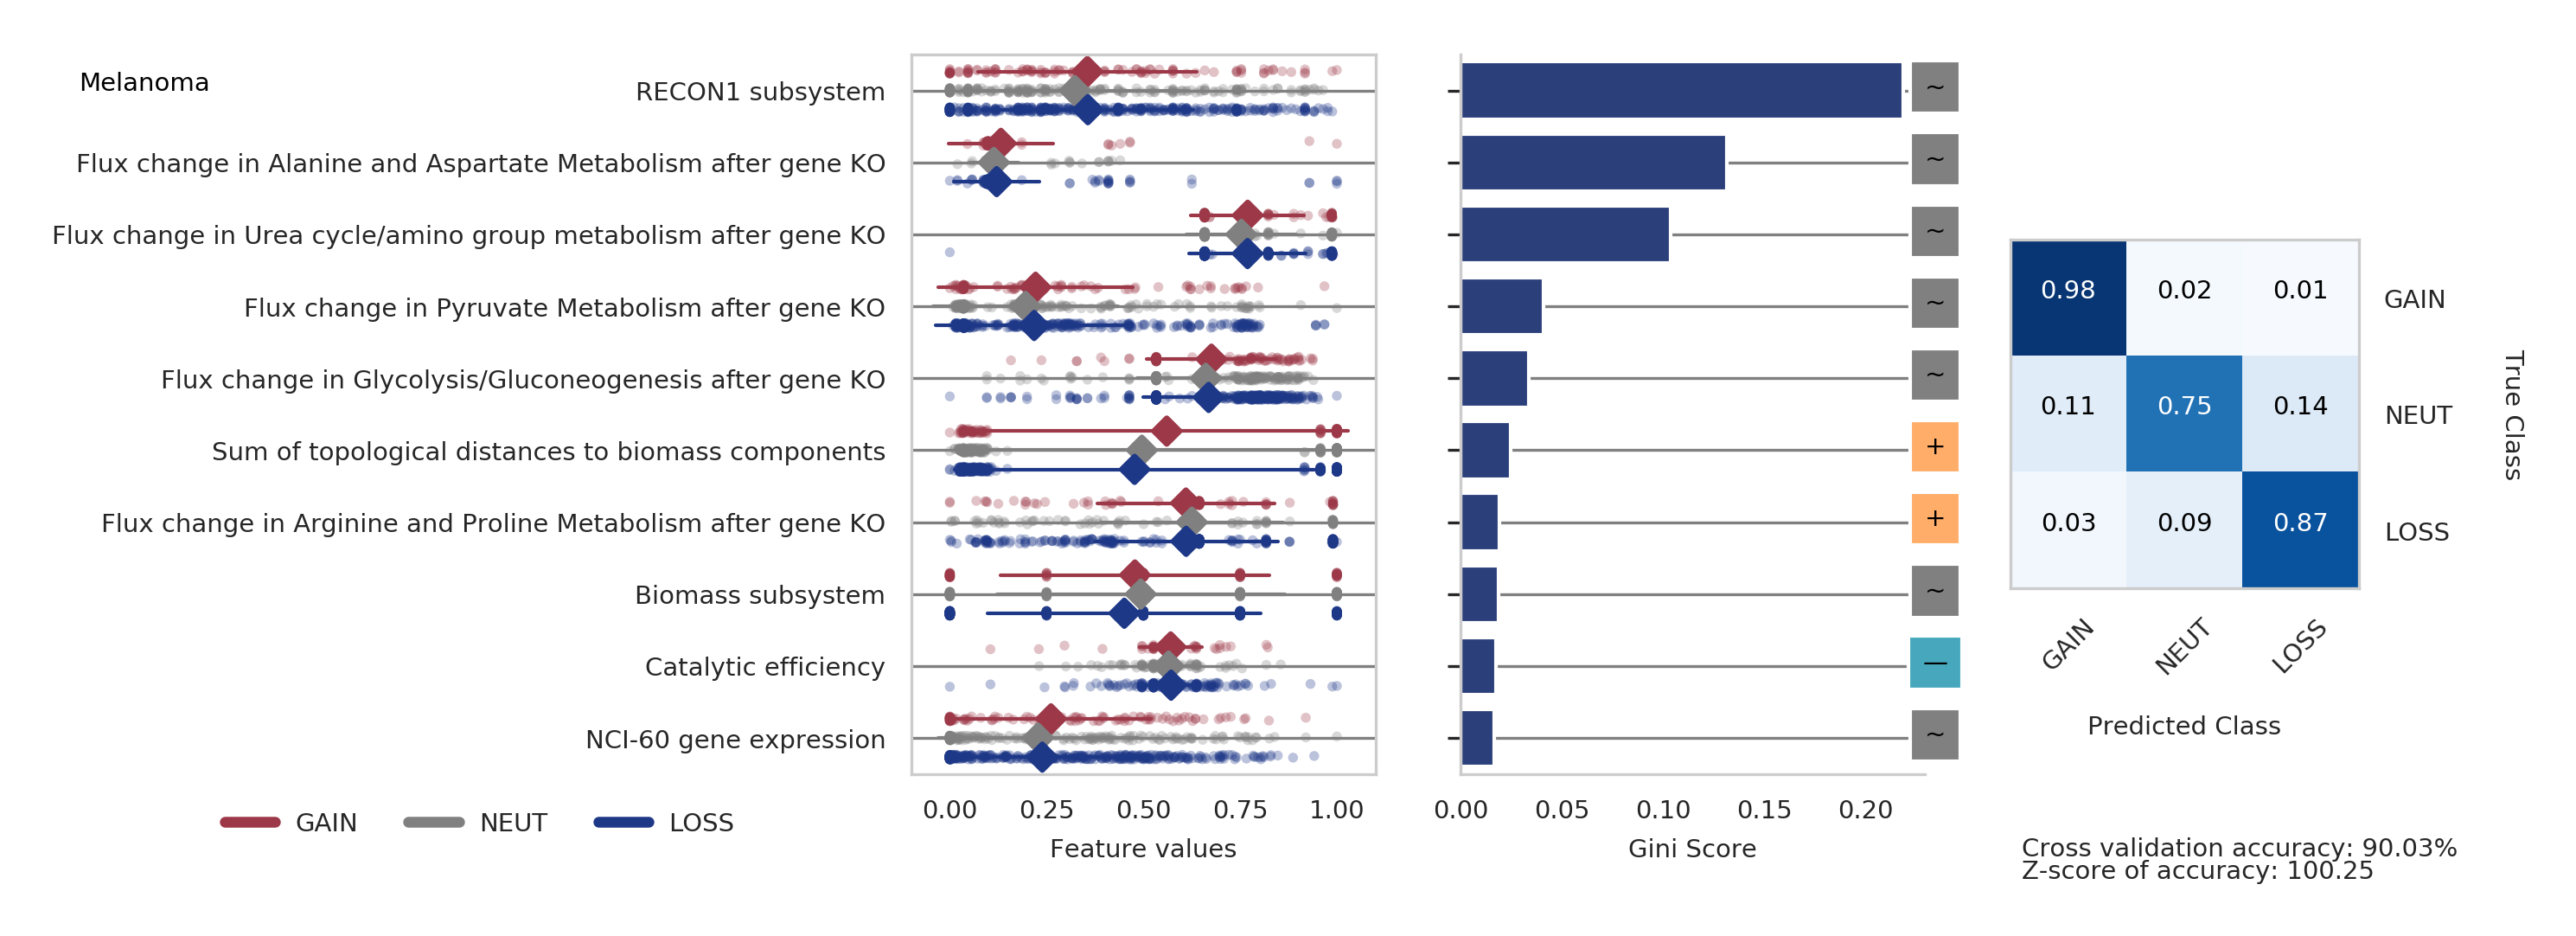 Melanoma
RECON1 subsystem
~
Flux change in Alanine and Aspartate Metabolism after gene KO
~
Flux change in Urea cycle/amino group metabolism after gene KO
~
Flux change in Pyruvate Metabolism after gene KO
~
Flux change in Glycolysis/Gluconeogenesis after gene KO
~
Sum of topological distances to biomass components
+
Flux change in Arginine and Proline Metabolism after gene KO
+
Biomass subsystem
~
Catalytic efficiency
—
NCI-60 gene expression
~
GAIN NEUT LOSS
0.00 0.25 0.50 0.75 1.00
Feature values
0.00 0.05 0.10 0.15 0.20
Gini Score
0.98 0.02 0.01 GAIN
0.11 0.75 0.14 NEUT
0.03 0.09 0.87 LOSS
True Class
GAIN NEUT LOSS
Predicted Class
Cross validation accuracy: 90.03%
Z-score of accuracy: 100.25